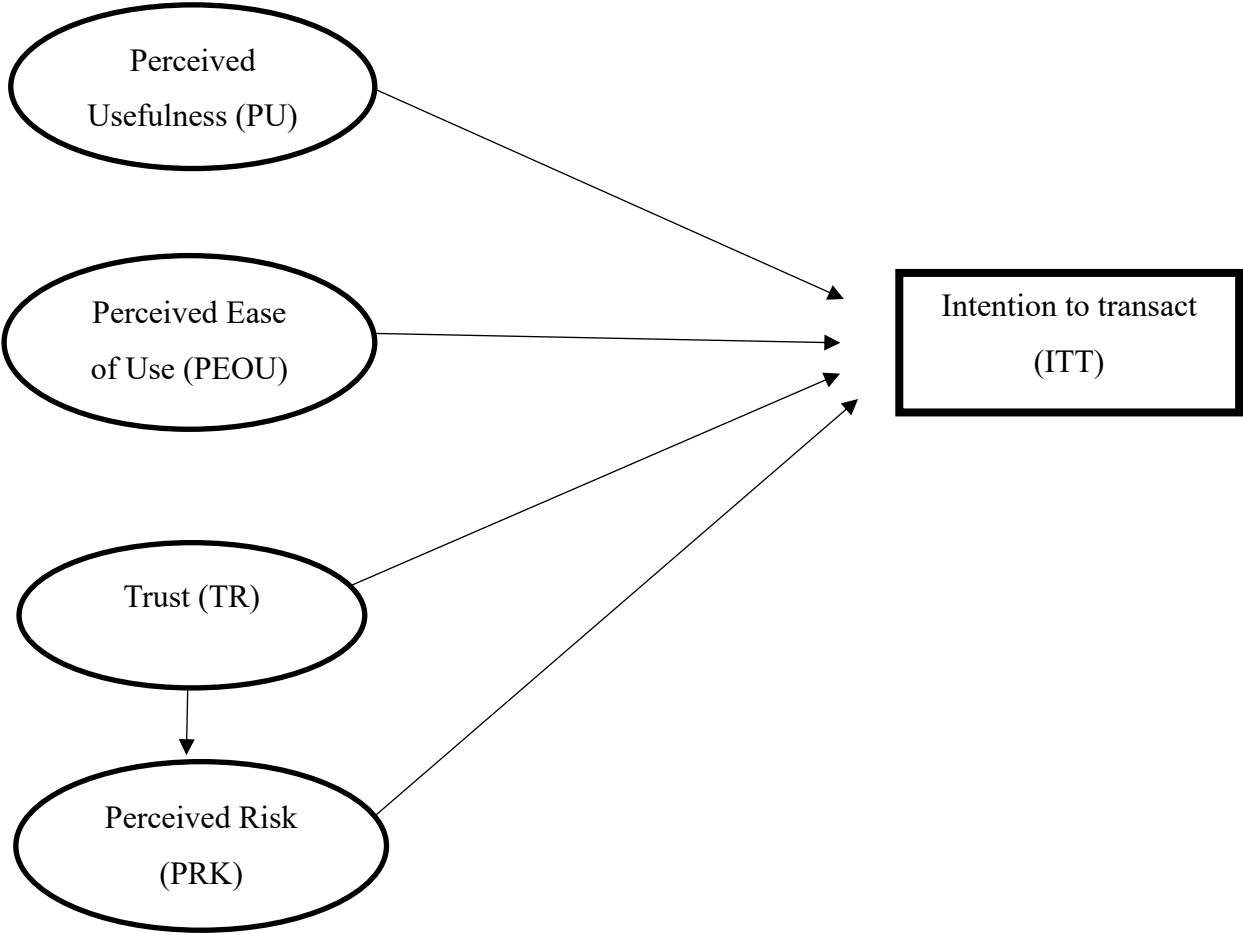 Perceived
Usefulness (PU)
Perceived Ease
of Use (PEOU)
Intention to transact
(ITT)
Trust (TR)
Perceived Risk
(PRK)